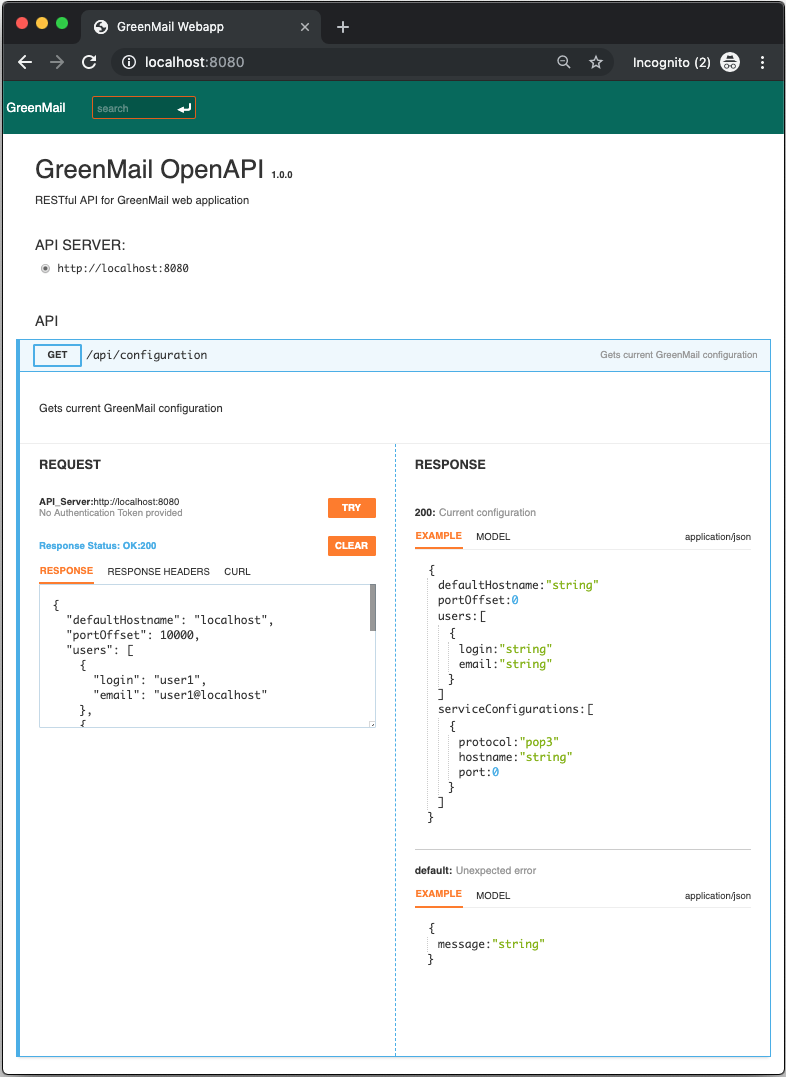 GreenMail Webapp
localhost:8080
Incognito (2)
GreenMail
search
GreenMail OpenAPI 1.0.0
RESTful API for GreenMail web application
API SERVER:
http://localhost:8080
API
GET /api/configuration Gets current GreenMail configuration
Gets current GreenMail configuration
REQUEST
API_Server:http://localhost:8080
No Authentication Token provided
TRY
Response Status: OK:200
CLEAR
RESPONSE RESPONSE HEADERS CURL
{
"defaultHostname": "localhost",
"portOffset": 10000,
"users": [
{
"login": "user1",
"email": "user1@localhost"
},
{
RESPONSE
200: Current configuration
EXAMPLE MODEL application/json
{
defaultHostname:"string"
portOffset:0
users:[
{
login:"string"
email:"string"
}
]
serviceConfigurations:[
{
protocol:"pop3"
hostname:"string"
port:0
}
]
}
default: Unexpected error
EXAMPLE MODEL application/json
{
message:"string"
}